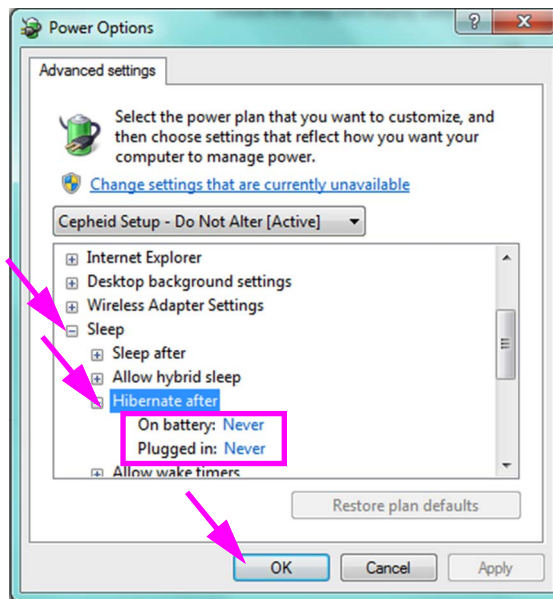 Power Options
Advanced settings
Select the power plan that you want to customize, and
then choose settings that reflect how you want your
computer to manage power.
Change settings that are currently unavailable
Cepheid Setup - Do Not Alter [Active]
Internet Explorer
Desktop background settings
Wireless Adapter Settings
Sleep
Sleep after
Allow hybrid sleep
Hibernate after
On battery: Never
Plugged in: Never
Allow wake timers
Restore plan defaults
OK Cancel Apply